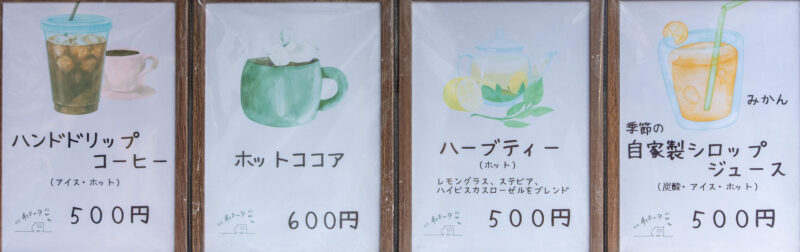 ハンドドリップ
コーヒー
(アイス・ホット)
500円
ホットココア
600円
ハーブティー
(ホット)
レモングラス、ステビア、
ハイビスカスローゼルをブレンド
500円
みかん
季節の
自家製シロップ
ジュース
(炭酸・アイス・ホット)
500円